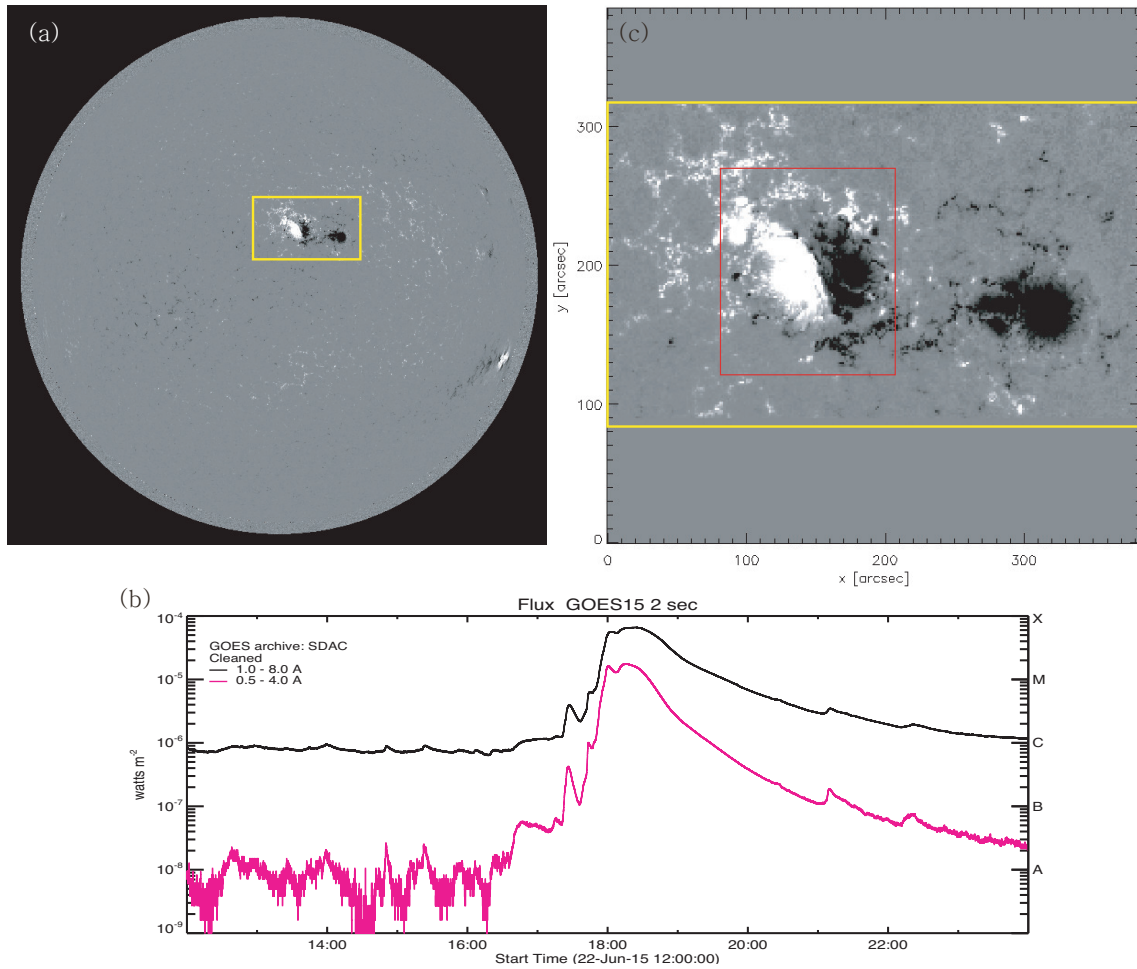 (a)
(c)
300
200
100
0
y [arcsec]
0 100 200 300
x [arcsec]
(b)
Flux GOES15 2 sec
GOES archive: SDAC
Cleaned
1.0 - 8.0 A
0.5 - 4.0 A
10-4
10-5
10-6
10-7
10-8
10-9
watts m-2
X
M
C
B
A
14:00 16:00 18:00 20:00 22:00
Start Time (22-Jun-15 12:00:00)